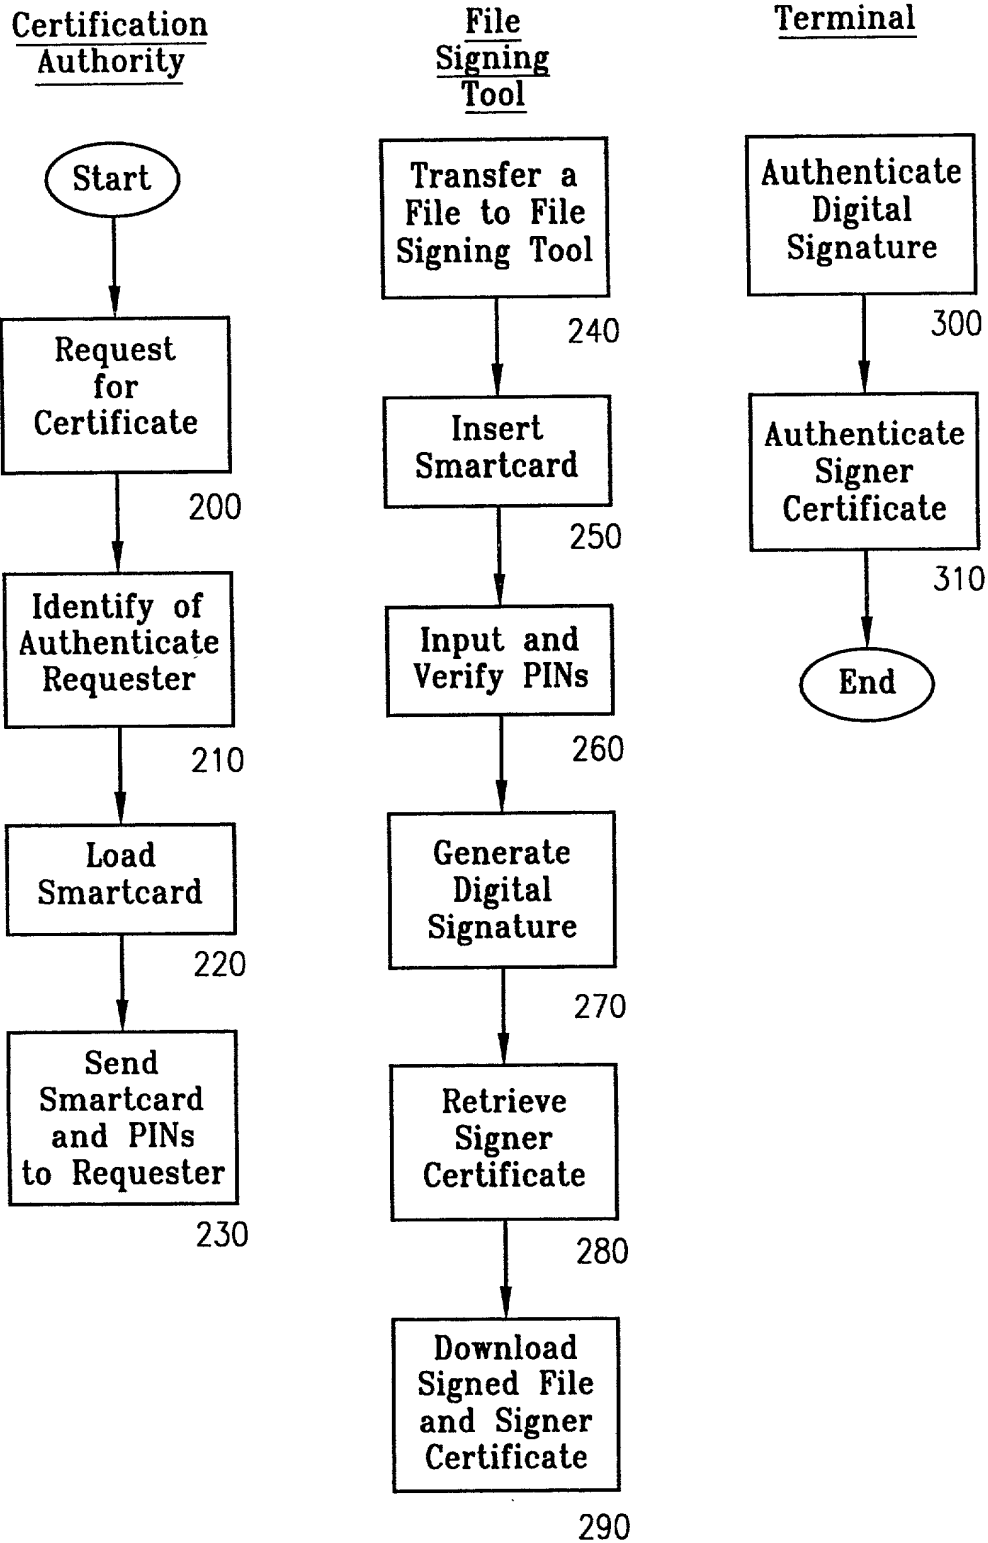 Certification
Authority
Start
Request
for
Certificate
200
Identify of
Authenticate
Requester
210
Load
Smartcard
220
Send
Smartcard
and PINs
to Requester
230
File
Signing
Tool
Transfer a
File to File
Signing Tool
240
Insert
Smartcard
250
Input and
Verify PINs
260
Generate
Digital
Signature
270
Retrieve
Signer
Certificate
280
Download
Signed File
and Signer
Certificate
290
Terminal
Authenticate
Digital
Signature
300
Authenticate
Signer
Certificate
310
End